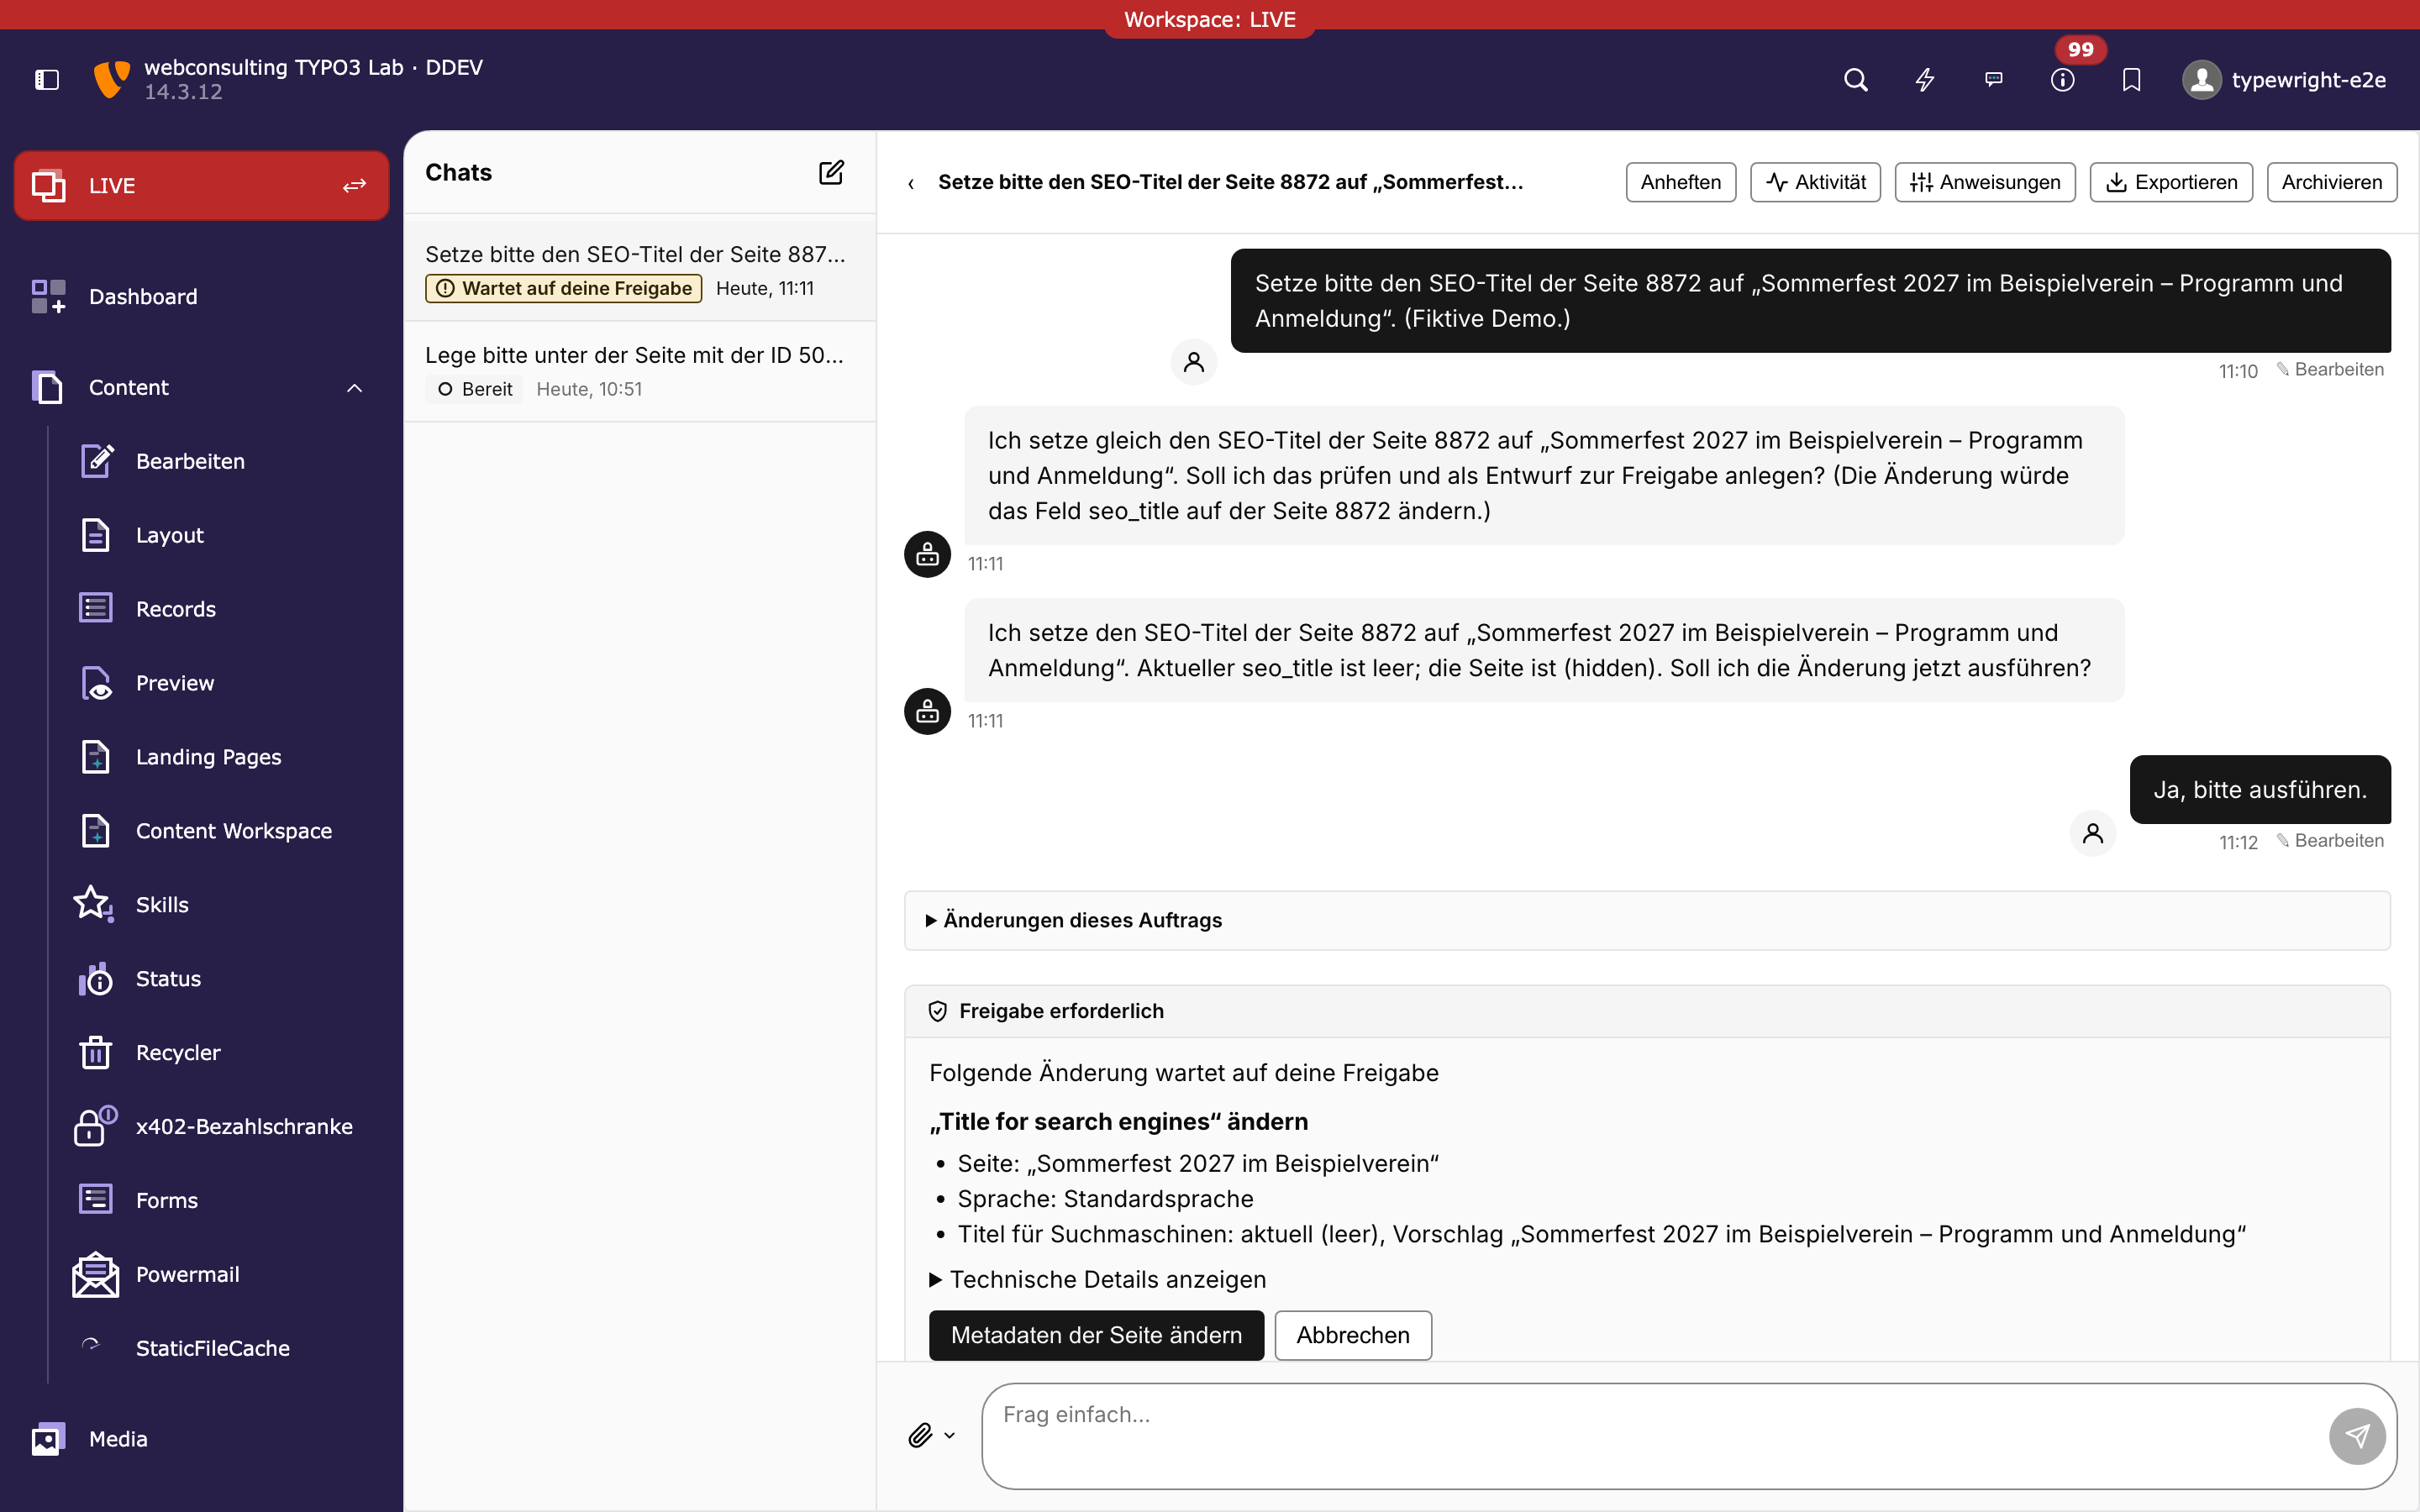 Workspace: LIVE
webconsulting TYPO3 Lab · DDEV
14.3.12
99
typewright-e2e
LIVE
Dashboard
Content
Bearbeiten
Layout
Records
Preview
Landing Pages
Content Workspace
Skills
Status
Recycler
x402-Bezahlschranke
Forms
Powermail
StaticFileCache
Media
Chats
Setze bitte den SEO-Titel der Seite 887...
Wartet auf deine Freigabe Heute, 11:11
Lege bitte unter der Seite mit der ID 50...
Bereit Heute, 10:51
Setze bitte den SEO-Titel der Seite 8872 auf „Sommerfest...
Anheften
Aktivität
Anweisungen
Exportieren
Archivieren
Setze bitte den SEO-Titel der Seite 8872 auf „Sommerfest 2027 im Beispielverein – Programm und
Anmeldung“. (Fiktive Demo.)
11:10 Bearbeiten
Ich setze gleich den SEO-Titel der Seite 8872 auf „Sommerfest 2027 im Beispielverein – Programm
und Anmeldung“. Soll ich das prüfen und als Entwurf zur Freigabe anlegen? (Die Änderung würde
das Feld seo_title auf der Seite 8872 ändern.)
11:11
Ich setze den SEO-Titel der Seite 8872 auf „Sommerfest 2027 im Beispielverein – Programm und
Anmeldung“. Aktueller seo_title ist leer; die Seite ist (hidden). Soll ich die Änderung jetzt ausführen?
11:11
Ja, bitte ausführen.
11:12 Bearbeiten
Änderungen dieses Auftrags
Freigabe erforderlich
Folgende Änderung wartet auf deine Freigabe
„Title for search engines“ ändern
• Seite: „Sommerfest 2027 im Beispielverein“
• Sprache: Standardsprache
• Titel für Suchmaschinen: aktuell (leer), Vorschlag „Sommerfest 2027 im Beispielverein – Programm und Anmeldung“
Technische Details anzeigen
Metadaten der Seite ändern
Abbrechen
Frag einfach...